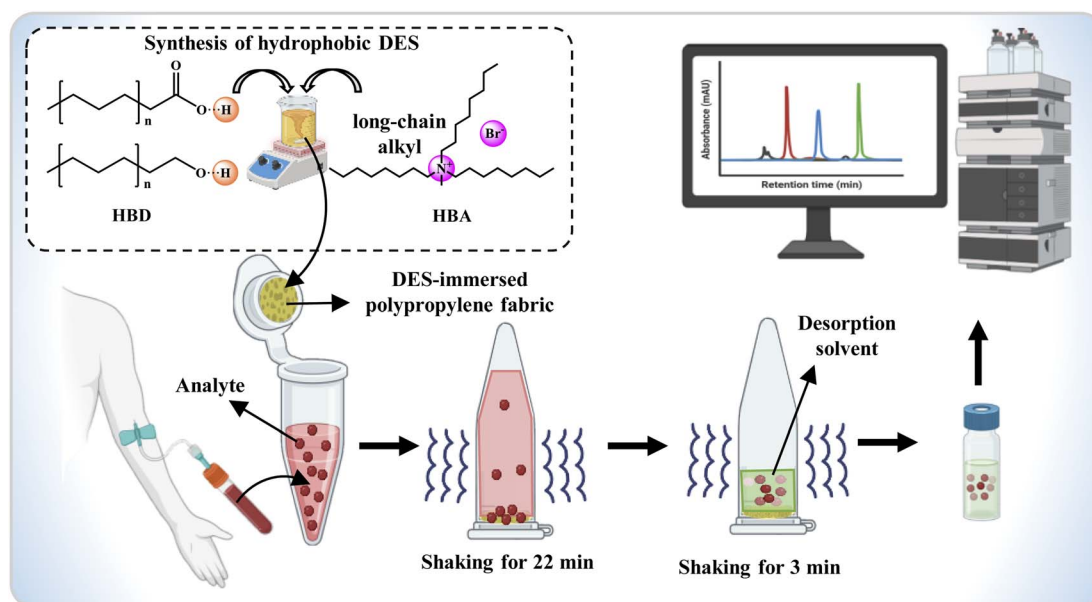 Synthesis of hydrophobic DES
O
O···H
n
O···H
n
HBD
long-chain
alkyl
Br-
N+
HBA
Absorbance (mAU)
Retention time (min)
DES-immersed
polypropylene fabric
Analyte
Desorption
solvent
Shaking for 22 min
Shaking for 3 min